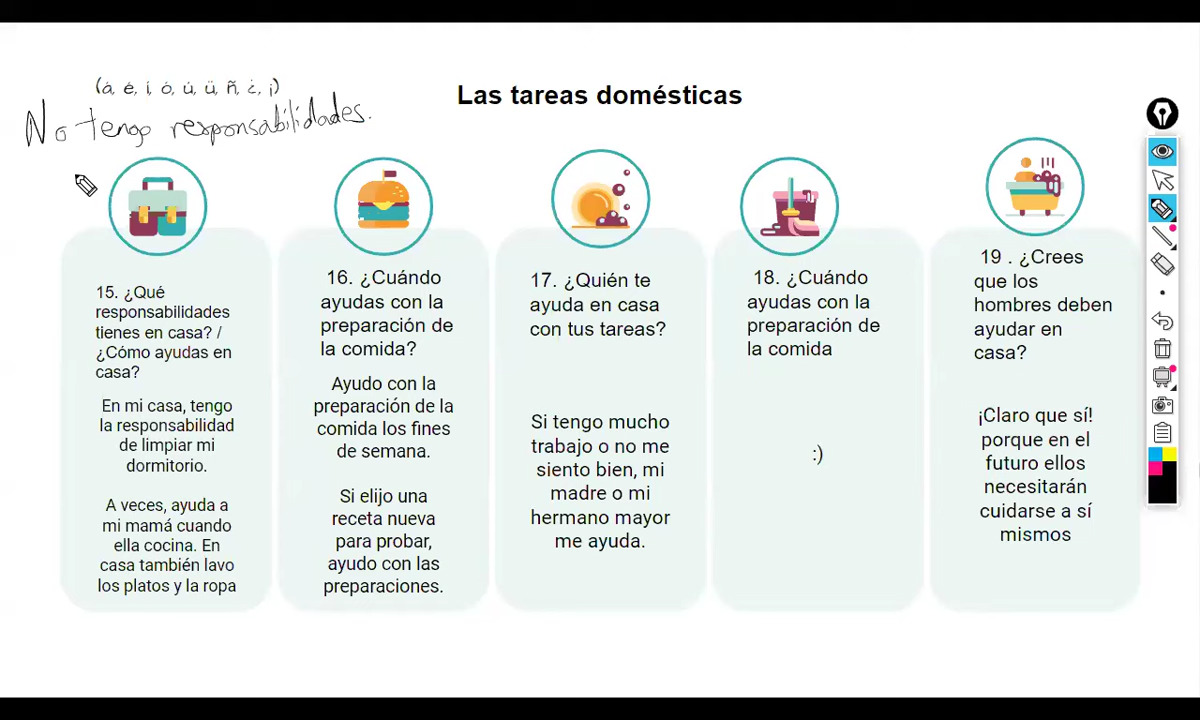 (á, é, í, ó, ú, ü, ñ, ¿, ¡)
No tengo responsabilidades.
Las tareas domésticas
15. ¿Qué
responsabilidades
tienes en casa? /
¿Cómo ayudas en
casa?
En mi casa, tengo
la responsabilidad
de limpiar mi
dormitorio.
A veces, ayuda a
mi mamá cuando
ella cocina. En
casa también lavo
los platos y la ropa
16. ¿Cuándo
ayudas con la
preparación de
la comida?
Ayudo con la
preparación de la
comida los fines
de semana.
Si elijo una
receta nueva
para probar,
ayudo con las
preparaciones.
17. ¿Quién te
ayuda en casa
con tus tareas?
Si tengo mucho
trabajo o no me
siento bien, mi
madre o mi
hermano mayor
me ayuda.
18. ¿Cuándo
ayudas con la
preparación de
la comida
:)
19 . ¿Crees
que los
hombres deben
ayudar en
casa?
¡Claro que sí!
porque en el
futuro ellos
necesitarán
cuidarse a sí
mismos